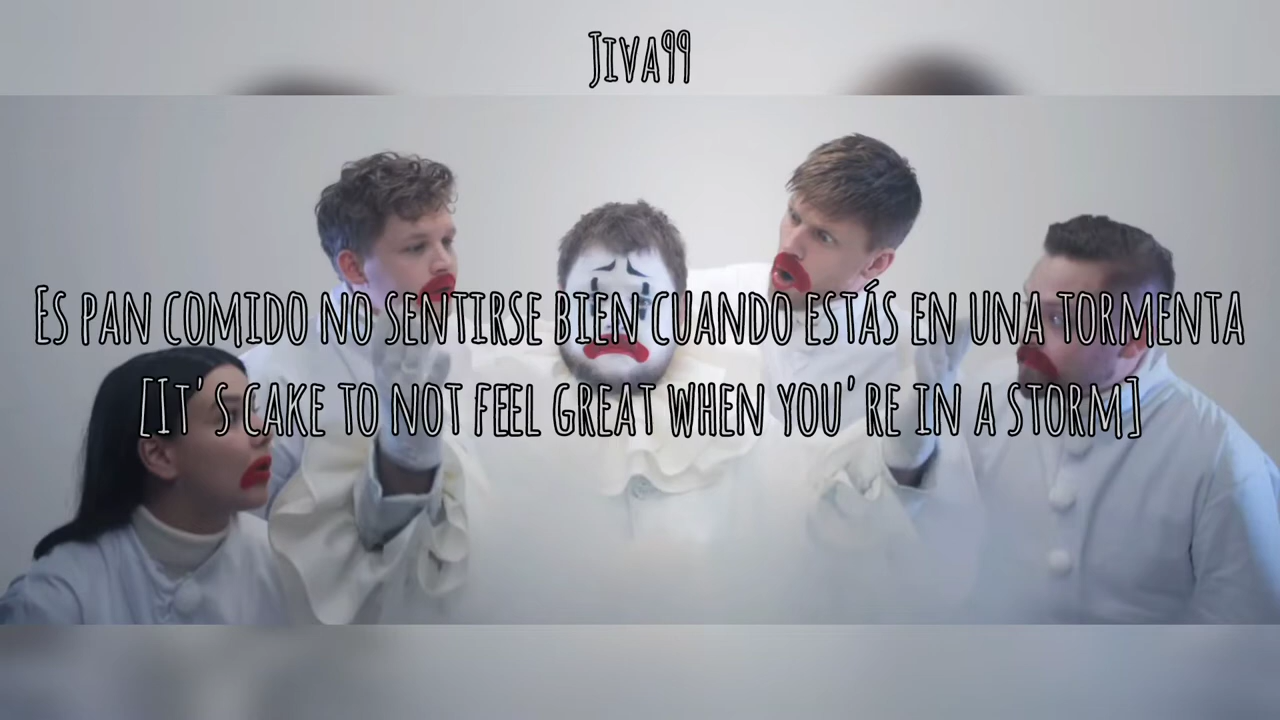 Jiva99
Es pan comido no sentirse bien cuando estás en una tormenta
[It's cake to not feel great when you're in a storm]